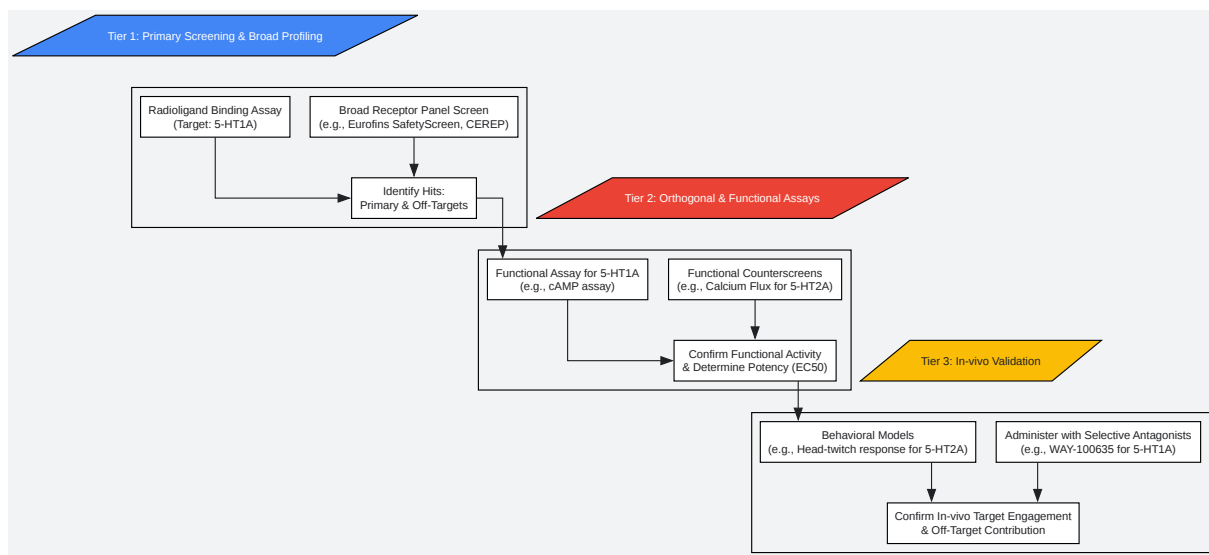 Tier 1: Primary Screening & Broad Profiling
Radioligand Binding Assay
(Target: 5-HT1A)
Broad Receptor Panel Screen
(e.g., Eurofins SafetyScreen, CEREP)
Identify Hits:
Primary & Off-Targets
Tier 2: Orthogonal & Functional Assays
Functional Assay for 5-HT1A
(e.g., cAMP assay)
Functional Counterscreens
(e.g., Calcium Flux for 5-HT2A)
Confirm Functional Activity
& Determine Potency (EC50)
Tier 3: In-vivo Validation
Behavioral Models
(e.g., Head-twitch response for 5-HT2A)
Administer with Selective Antagonists
(e.g., WAY-100635 for 5-HT1A)
Confirm In-vivo Target Engagement
& Off-Target Contribution